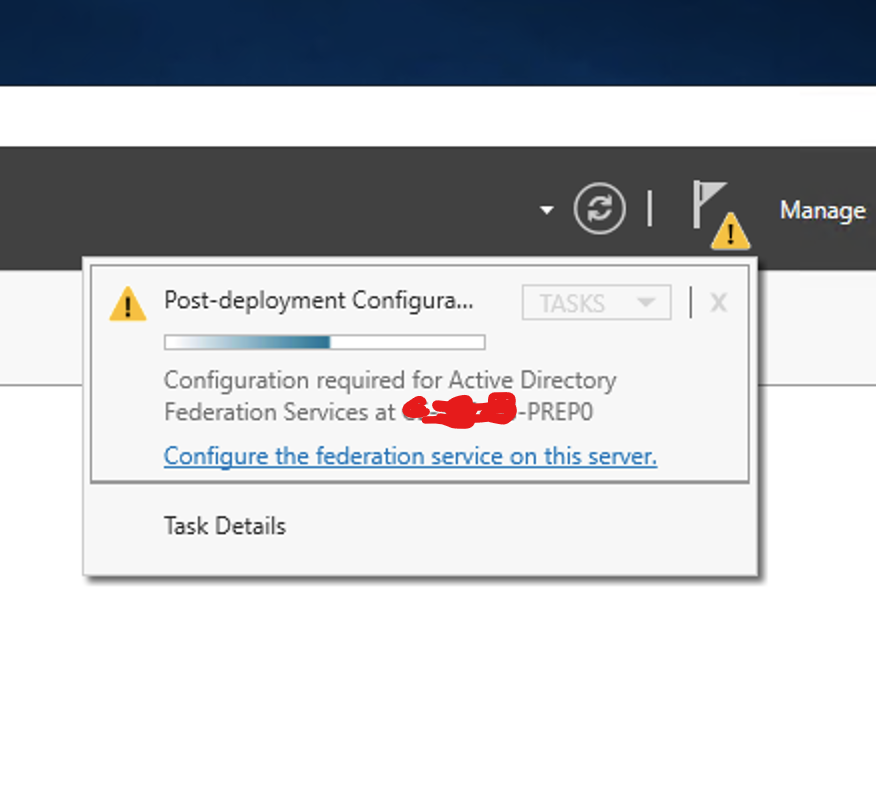 Manage
Post-deployment Configura...
TASKS
X
Configuration required for Active Directory
Federation Services at -PREP0
Configure the federation service on this server.
Task Details